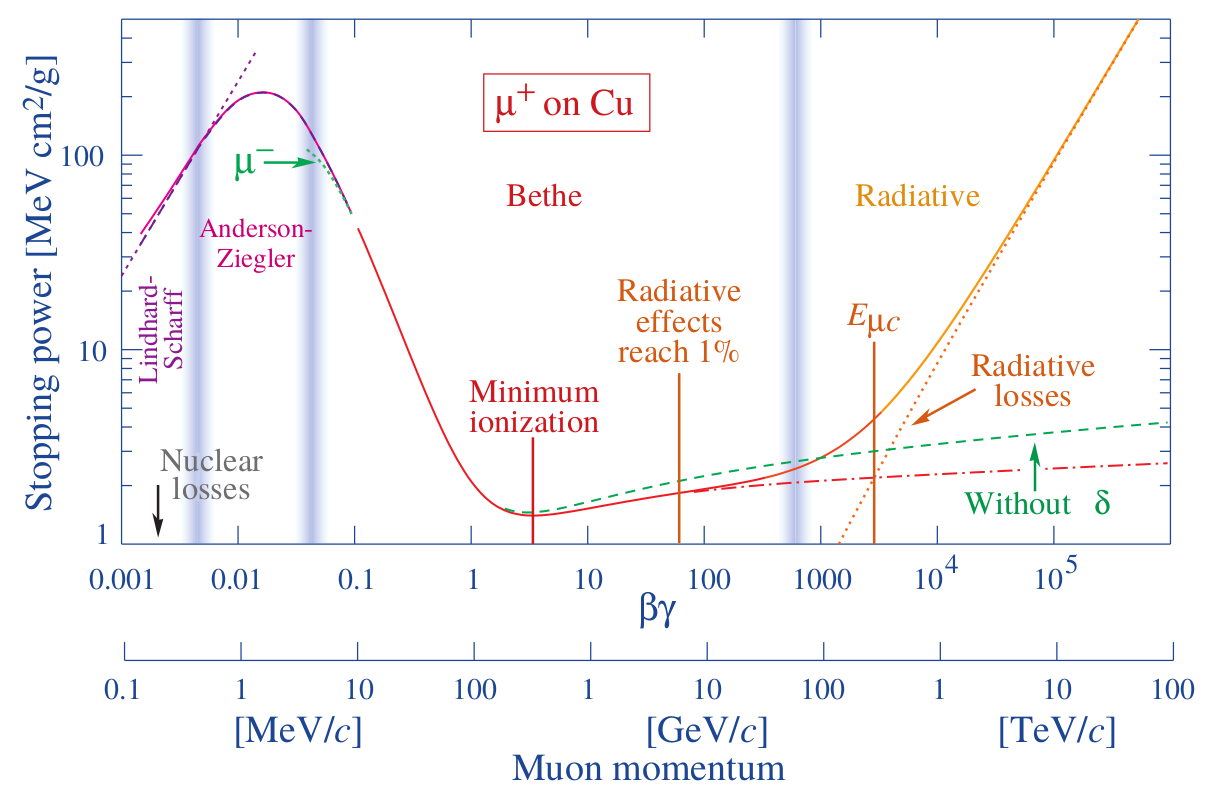 Stopping power [MeV cm²/g]
100
10
1
μ⁺ on Cu
μ⁻
Bethe
Radiative
Anderson-
Ziegler
Lindhard-
Scharff
Radiative
effects
reach 1%
Eμc
Radiative
losses
Minimum
ionization
Nuclear
losses
Without δ
0.001 0.01 0.1 1 10 100 1000 10⁴ 10⁵
βγ
0.1 1 10 100 1 10 100 1 10 100
[MeV/c] [GeV/c] [TeV/c]
Muon momentum